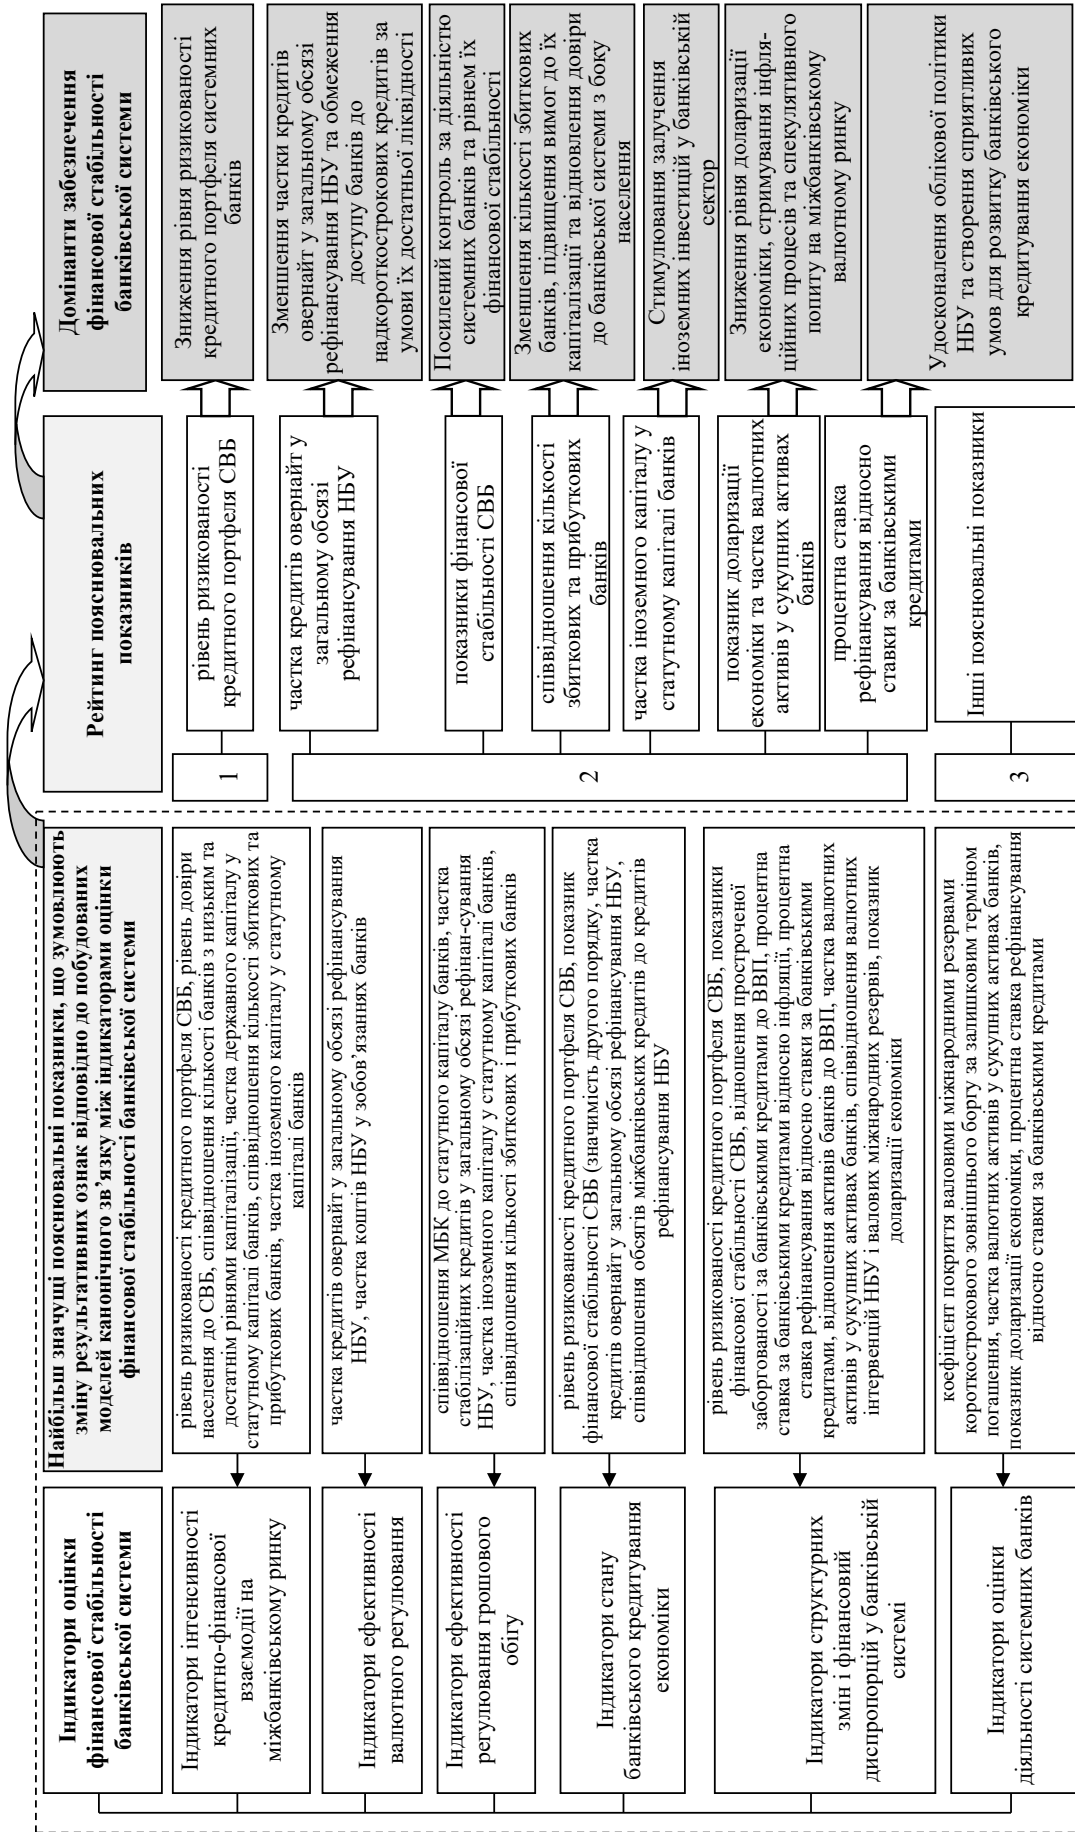 Індикатори оцінки
фінансової стабільності
банківської системи
Найбільш значущі пояснювальні показники, що зумовлюють
зміну результативних ознак відповідно до побудованих
моделей канонічного зв'язку між індикаторами оцінки
фінансової стабільності банківської системи
Рейтинг пояснювальних
показників
Домінанти забезпечення
фінансової стабільності
банківської системи
Індикатори інтенсивності
кредитно-фінансової
взаємодії на
міжбанківському ринку
рівень ризикованості кредитного портфеля СВБ, рівень довіри
населення до СВБ, співвідношення кількості банків з низьким та
достатнім рівнями капіталізації, частка державного капіталу у
статутному капіталі банків, співвідношення кількості збиткових та
прибуткових банків, частка іноземного капіталу у статутному
капіталі банків
Індикатори ефективності
валютного регулювання
частка кредитів овернайт у загальному обсязі рефінансування
НБУ, частка коштів НБУ у зобов'язаннях банків
Індикатори ефективності
регулювання грошового
обігу
співвідношення МБК до статутного капіталу банків, частка
стабілізаційних кредитів у загальному обсязі рефінан-сування
НБУ, частка іноземного капіталу у статутному капіталі банків,
співвідношення кількості збиткових і прибуткових банків
Індикатори стану
банківського кредитування
економіки
рівень ризикованості кредитного портфеля СВБ, показник
фінансової стабільності СВБ (значимість другого порядку, частка
кредитів овернайт у загальному обсязі рефінансування НБУ,
співвідношення обсягів міжбанківських кредитів до кредитів
рефінансування НБУ
Індикатори структурних
змін і фінансовий
диспропорцій у банківській
системі
рівень ризикованості кредитного портфеля СВБ, показники
фінансової стабільності СВБ, відношення простроченої
заборгованості за банківськими кредитами до ВВП, процентна
ставка за банківськими кредитами відносно інфляції, процентна
ставка рефінансування відносно ставки за банківськими
кредитами, відношення активів банків до ВВП, частка валютних
активів у сукупних активах банків, співвідношення валютних
інтервенцій НБУ і валових міжнародних резервів, показник
доларизації економіки
Індикатори оцінки
діяльності системних банків
коефіцієнт покриття валовими міжнародними резервами
короткострокового зовнішнього боргу за залишковим терміном
погашення, частка валютних активів у сукупних активах банків,
показник доларизації економіки, процентна ставка рефінансування
відносно ставки за банківськими кредитами
1
рівень ризикованості
кредитного портфеля СВБ
2
частка кредитів овернайт у
загальному обсязі
рефінансування НБУ
показники фінансової
стабільності СВБ
співвідношення кількості
збиткових та прибуткових
банків
частка іноземного капіталу у
статутному капіталі банків
показник доларизації
економіки та частка валютних
активів у сукупних активах
банків
процентна ставка
рефінансування відносно
ставки за банківськими
кредитами
3
Інші пояснювальні показники
Зниження рівня ризикованості
кредитного портфеля системних
банків
Зменшення частки кредитів
овернайт у загальному обсязі
рефінансування НБУ та обмеження
доступу банків до
надкороткострокових кредитів за
умови їх достатньої ліквідності
Посилений контроль за діяльністю
системних банків та рівнем їх
фінансової стабільності
Зменшення кількості збиткових
банків, підвищення вимог до їх
капіталізації та відновлення довіри
до банківської системи з боку
населення
Стимулювання залучення
іноземних інвестицій у банківський
сектор
Зниження рівня доларизації
економіки, стримування інфля-
ційних процесів та спекулятивного
попиту на міжбанківському
валютному ринку
Удосконалення облікової політики
НБУ та створення сприятливих
умов для розвитку банківського
кредитування економіки